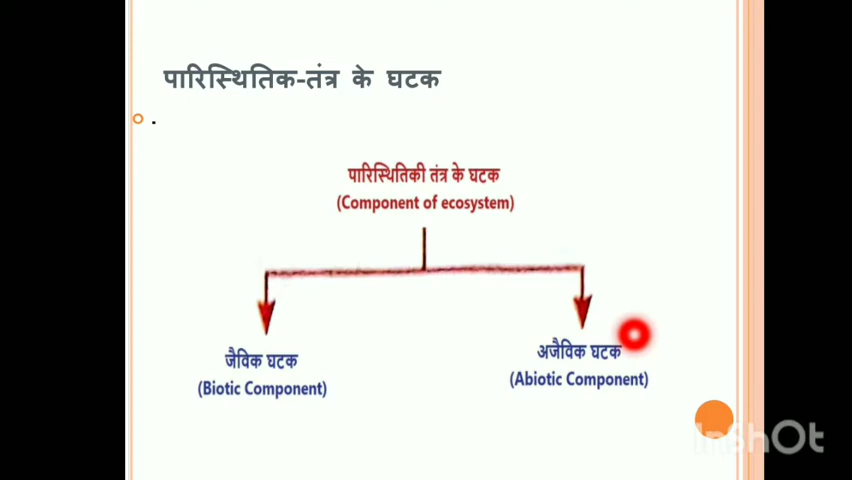 पारिस्थितिक-तंत्र के घटक
.
पारिस्थितिकी तंत्र के घटक
(Component of ecosystem)
जैविक घटक
(Biotic Component)
अजैविक घटक
(Abiotic Component)
InShOt